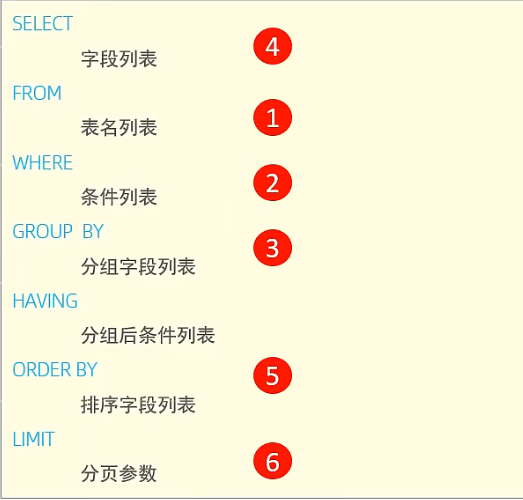 SELECT
字段列表 4
FROM
表名列表 1
WHERE
条件列表 2
GROUP BY 3
分组字段列表
HAVING
分组后条件列表
ORDER BY 5
排序字段列表
LIMIT
分页参数 6